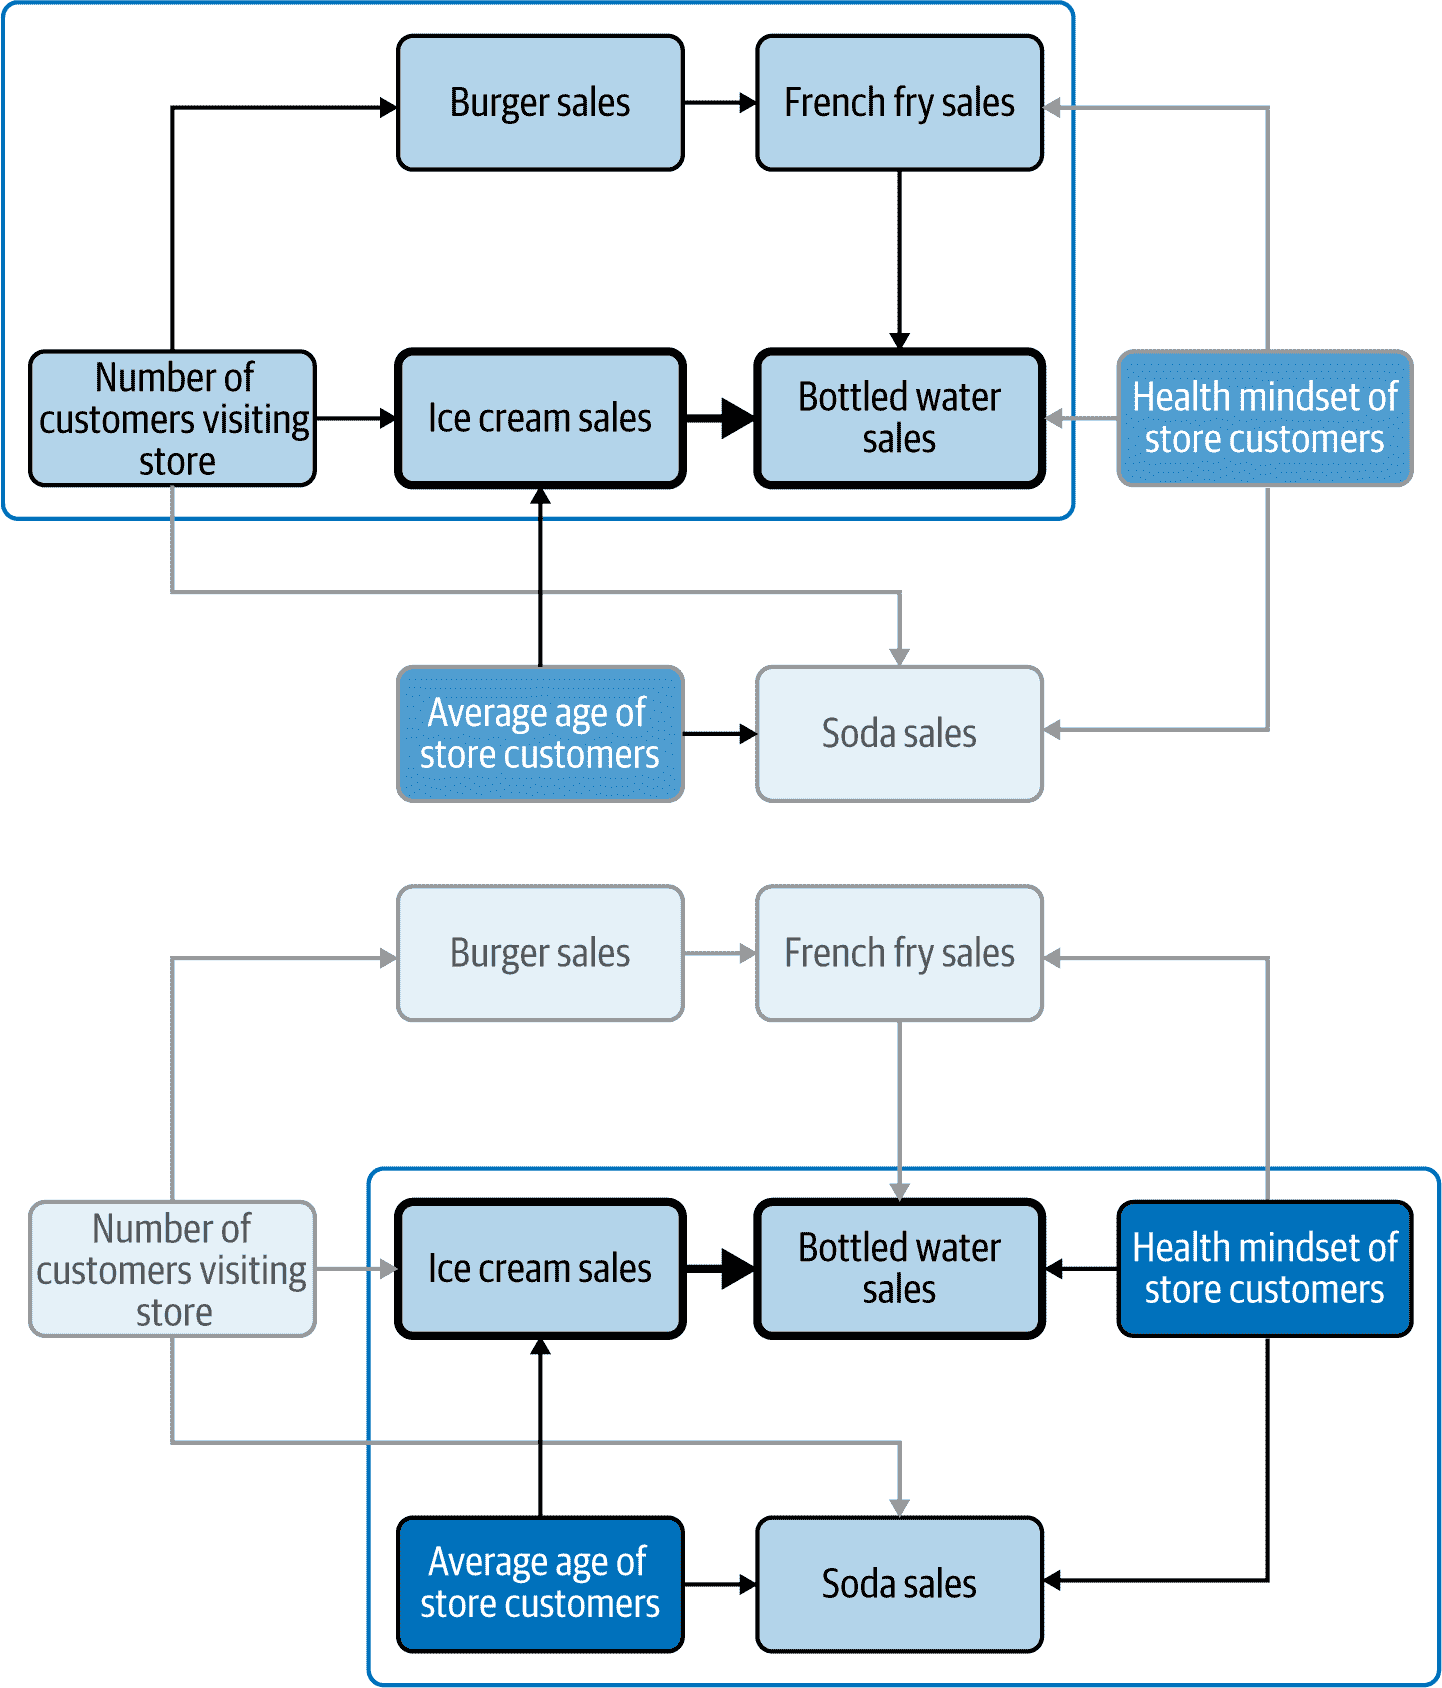 Burger sales
French fry sales
Number of
customers visiting
store
Ice cream sales
Bottled water
sales
Health mindset of
store customers
Average age of
store customers
Soda sales
Burger sales
French fry sales
Number of
customers visiting
store
Ice cream sales
Bottled water
sales
Health mindset of
store customers
Average age of
store customers
Soda sales